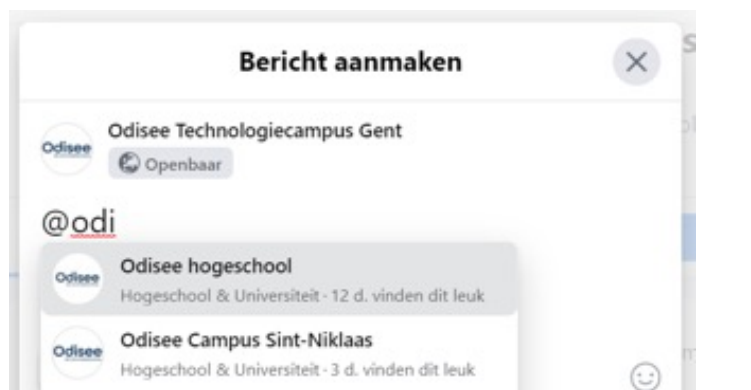 Bericht aanmaken
Odisee
Odisee Technologiecampus Gent
Openbaar
@odi
Odisee
Odisee hogeschool
Hogeschool & Universiteit · 12 d. vinden dit leuk
Odisee
Odisee Campus Sint-Niklaas
Hogeschool & Universiteit · 3 d. vinden dit leuk